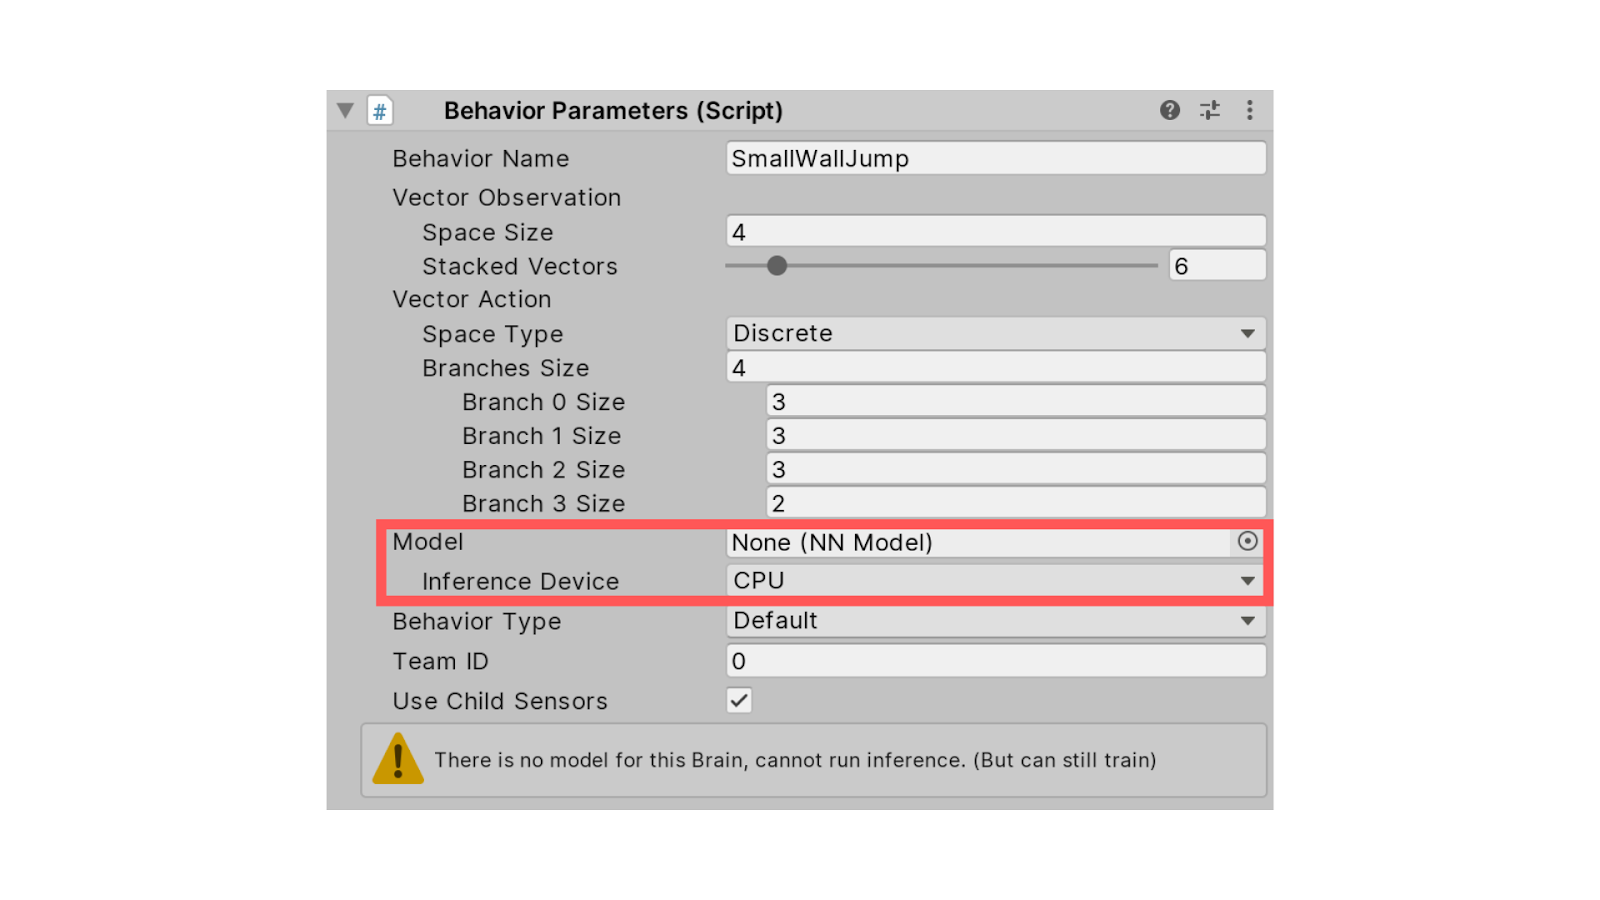 # Behavior Parameters (Script)
Behavior Name SmallWallJump
Vector Observation
Space Size 4
Stacked Vectors 6
Vector Action
Space Type Discrete
Branches Size 4
Branch 0 Size 3
Branch 1 Size 3
Branch 2 Size 3
Branch 3 Size 2
Model None (NN Model)
Inference Device CPU
Behavior Type Default
Team ID 0
Use Child Sensors
There is no model for this Brain, cannot run inference. (But can still train)